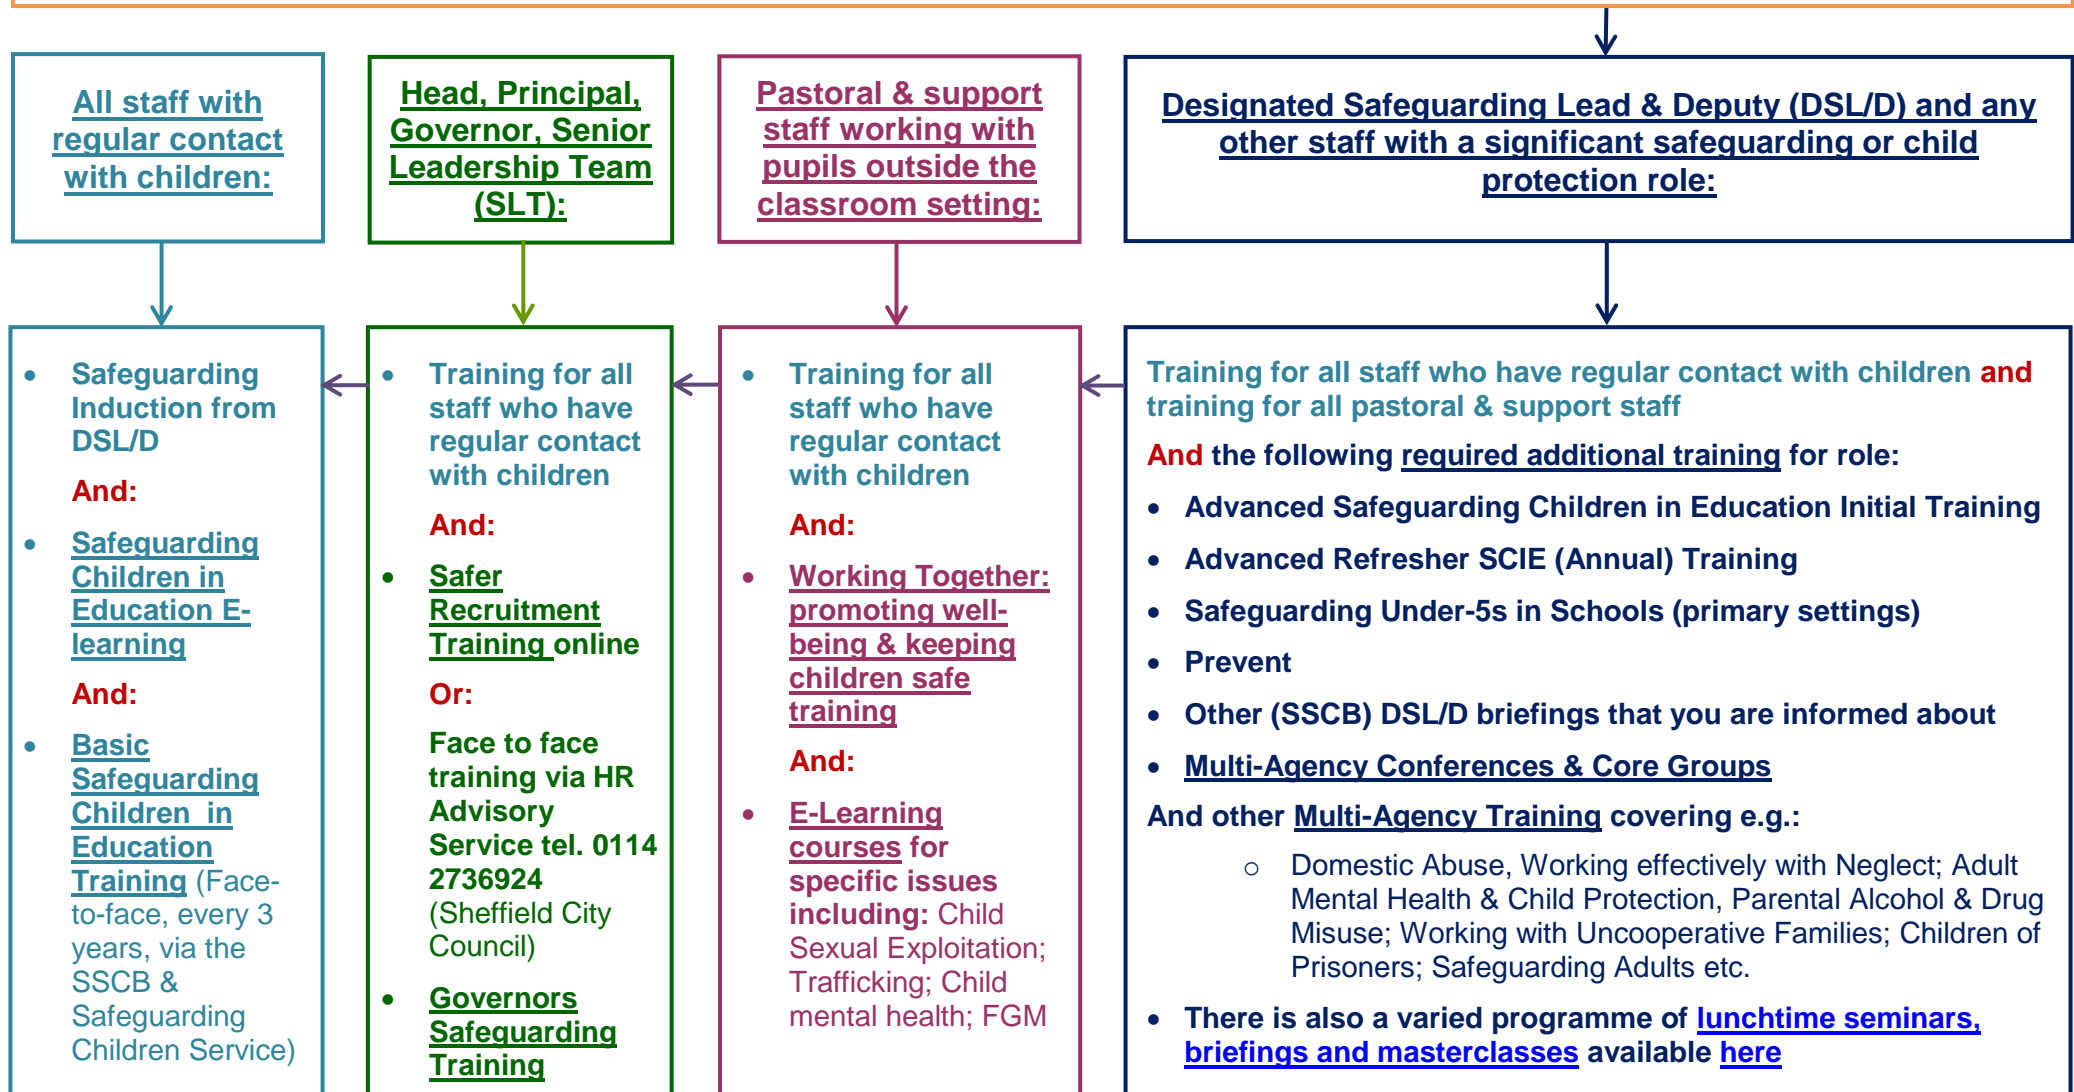 All staff with
regular contact
with children:
Head, Principal,
Governor, Senior
Leadership Team
(SLT):
Pastoral & support
staff working with
pupils outside the
classroom setting:
Designated Safeguarding Lead & Deputy (DSL/D) and any
other staff with a significant safeguarding or child
protection role:
• Safeguarding
Induction from
DSL/D
And:
• Safeguarding
Children in
Education E-
learning
And:
• Basic
Safeguarding
Children in
Education
Training (Face-
to-face, every 3
years, via the
SSCB &
Safeguarding
Children Service)
• Training for all
staff who have
regular contact
with children
And:
• Safer
Recruitment
Training online
Or:
Face to face
training via HR
Advisory
Service tel. 0114
2736924
(Sheffield City
Council)
• Governors
Safeguarding
Training
• Training for all
staff who have
regular contact
with children
And:
• Working Together:
promoting well-
being & keeping
children safe
training
And:
• E-Learning
courses for
specific issues
including: Child
Sexual Exploitation;
Trafficking; Child
mental health; FGM
Training for all staff who have regular contact with children and
training for all pastoral & support staff
And the following required additional training for role:
• Advanced Safeguarding Children in Education Initial Training
• Advanced Refresher SCIE (Annual) Training
• Safeguarding Under-5s in Schools (primary settings)
• Prevent
• Other (SSCB) DSL/D briefings that you are informed about
• Multi-Agency Conferences & Core Groups
And other Multi-Agency Training covering e.g.:
o Domestic Abuse, Working effectively with Neglect; Adult
Mental Health & Child Protection, Parental Alcohol & Drug
Misuse; Working with Uncooperative Families; Children of
Prisoners; Safeguarding Adults etc.
• There is also a varied programme of lunchtime seminars,
briefings and masterclasses available here